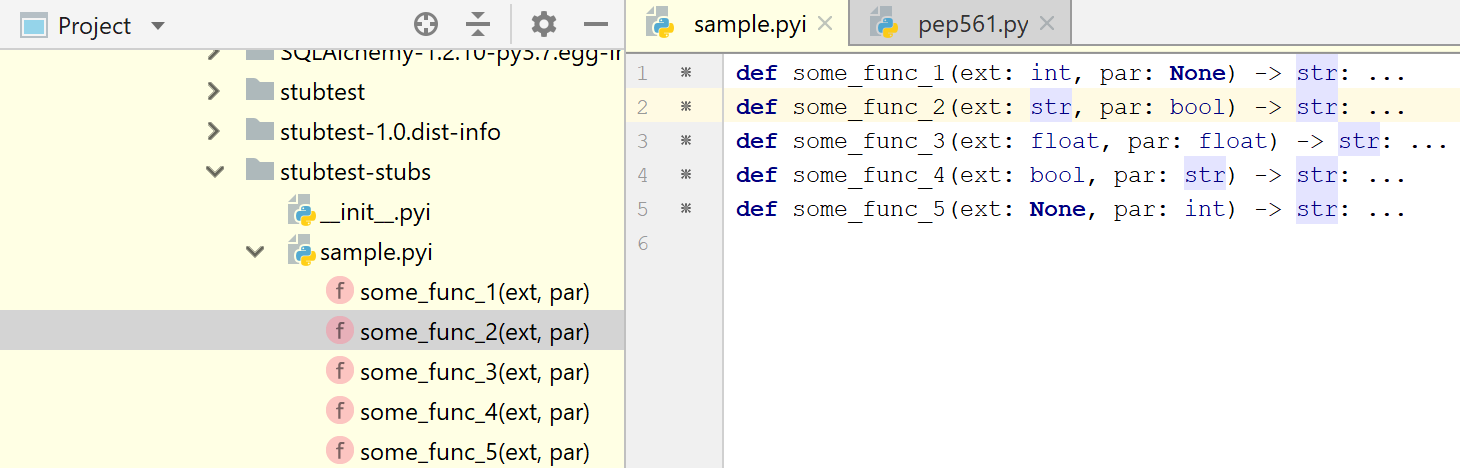 Project
SQLAlchemy-1.2.10-py3.7.egg-in
stubtest
stubtest-1.0.dist-info
stubtest-stubs
__init__.pyi
sample.pyi
f some_func_1(ext, par)
f some_func_2(ext, par)
f some_func_3(ext, par)
f some_func_4(ext, par)
f some_func_5(ext, par)
sample.pyi pep561.py
1 * def some_func_1(ext: int, par: None) -> str: ...
2 * def some_func_2(ext: str, par: bool) -> str: ...
3 * def some_func_3(ext: float, par: float) -> str: ...
4 * def some_func_4(ext: bool, par: str) -> str: ...
5 * def some_func_5(ext: None, par: int) -> str: ...
6